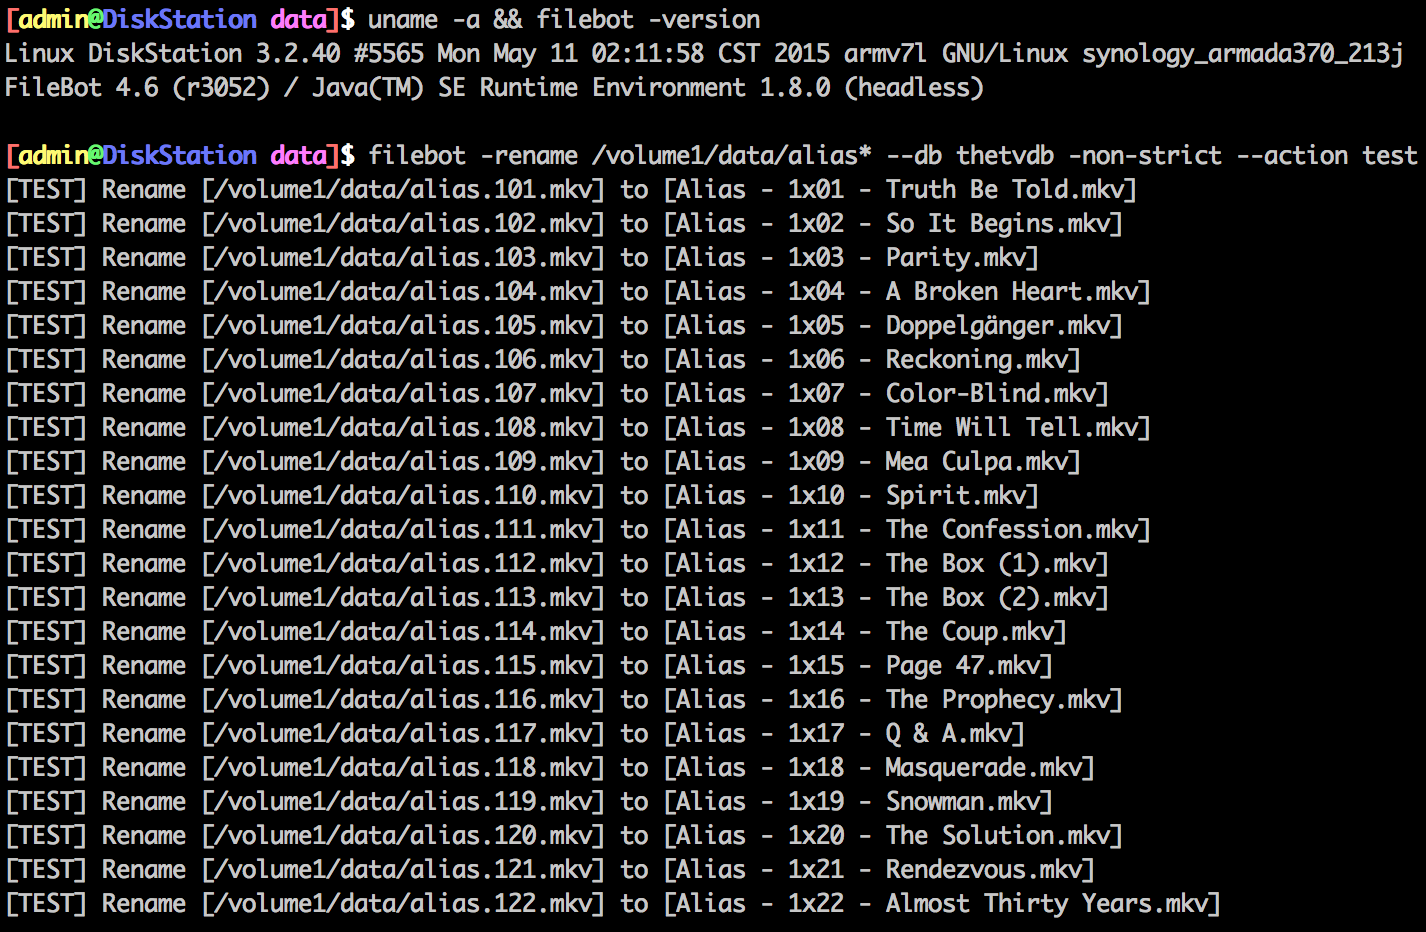 [admin@DiskStation data]$ uname -a && filebot -version
Linux DiskStation 3.2.40 #5565 Mon May 11 02:11:58 CST 2015 armv7l GNU/Linux synology_armada370_213j
FileBot 4.6 (r3052) / Java(TM) SE Runtime Environment 1.8.0 (headless)
[admin@DiskStation data]$ filebot -rename /volume1/data/alias* --db thetvdb -non-strict --action test
[TEST] Rename [/volume1/data/alias.101.mkv] to [Alias - 1x01 - Truth Be Told.mkv]
[TEST] Rename [/volume1/data/alias.102.mkv] to [Alias - 1x02 - So It Begins.mkv]
[TEST] Rename [/volume1/data/alias.103.mkv] to [Alias - 1x03 - Parity.mkv]
[TEST] Rename [/volume1/data/alias.104.mkv] to [Alias - 1x04 - A Broken Heart.mkv]
[TEST] Rename [/volume1/data/alias.105.mkv] to [Alias - 1x05 - Doppelgänger.mkv]
[TEST] Rename [/volume1/data/alias.106.mkv] to [Alias - 1x06 - Reckoning.mkv]
[TEST] Rename [/volume1/data/alias.107.mkv] to [Alias - 1x07 - Color-Blind.mkv]
[TEST] Rename [/volume1/data/alias.108.mkv] to [Alias - 1x08 - Time Will Tell.mkv]
[TEST] Rename [/volume1/data/alias.109.mkv] to [Alias - 1x09 - Mea Culpa.mkv]
[TEST] Rename [/volume1/data/alias.110.mkv] to [Alias - 1x10 - Spirit.mkv]
[TEST] Rename [/volume1/data/alias.111.mkv] to [Alias - 1x11 - The Confession.mkv]
[TEST] Rename [/volume1/data/alias.112.mkv] to [Alias - 1x12 - The Box (1).mkv]
[TEST] Rename [/volume1/data/alias.113.mkv] to [Alias - 1x13 - The Box (2).mkv]
[TEST] Rename [/volume1/data/alias.114.mkv] to [Alias - 1x14 - The Coup.mkv]
[TEST] Rename [/volume1/data/alias.115.mkv] to [Alias - 1x15 - Page 47.mkv]
[TEST] Rename [/volume1/data/alias.116.mkv] to [Alias - 1x16 - The Prophecy.mkv]
[TEST] Rename [/volume1/data/alias.117.mkv] to [Alias - 1x17 - Q & A.mkv]
[TEST] Rename [/volume1/data/alias.118.mkv] to [Alias - 1x18 - Masquerade.mkv]
[TEST] Rename [/volume1/data/alias.119.mkv] to [Alias - 1x19 - Snowman.mkv]
[TEST] Rename [/volume1/data/alias.120.mkv] to [Alias - 1x20 - The Solution.mkv]
[TEST] Rename [/volume1/data/alias.121.mkv] to [Alias - 1x21 - Rendezvous.mkv]
[TEST] Rename [/volume1/data/alias.122.mkv] to [Alias - 1x22 - Almost Thirty Years.mkv]